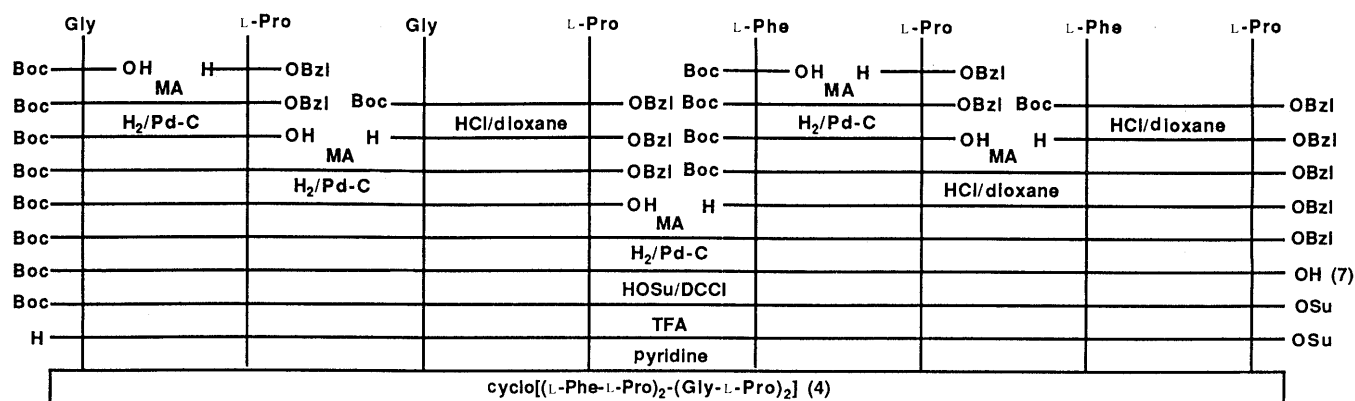 Gly L-Pro Gly L-Pro L-Phe L-Pro L-Phe L-Pro
Boc OH H OBzl Boc OH H OBzl
MA MA
Boc OBzl Boc OBzl Boc OBzl Boc OBzl
H2/Pd-C HCl/dioxane H2/Pd-C HCl/dioxane
Boc OH H OBzl Boc OH H OBzl
MA MA
Boc OBzl Boc OBzl
H2/Pd-C HCl/dioxane
Boc OH H OBzl
MA
Boc OBzl
H2/Pd-C
Boc OH (7)
HOSu/DCCI
Boc OSu
TFA
H OSu
pyridine
cyclo[(L-Phe-L-Pro)2-(Gly-L-Pro)2] (4)